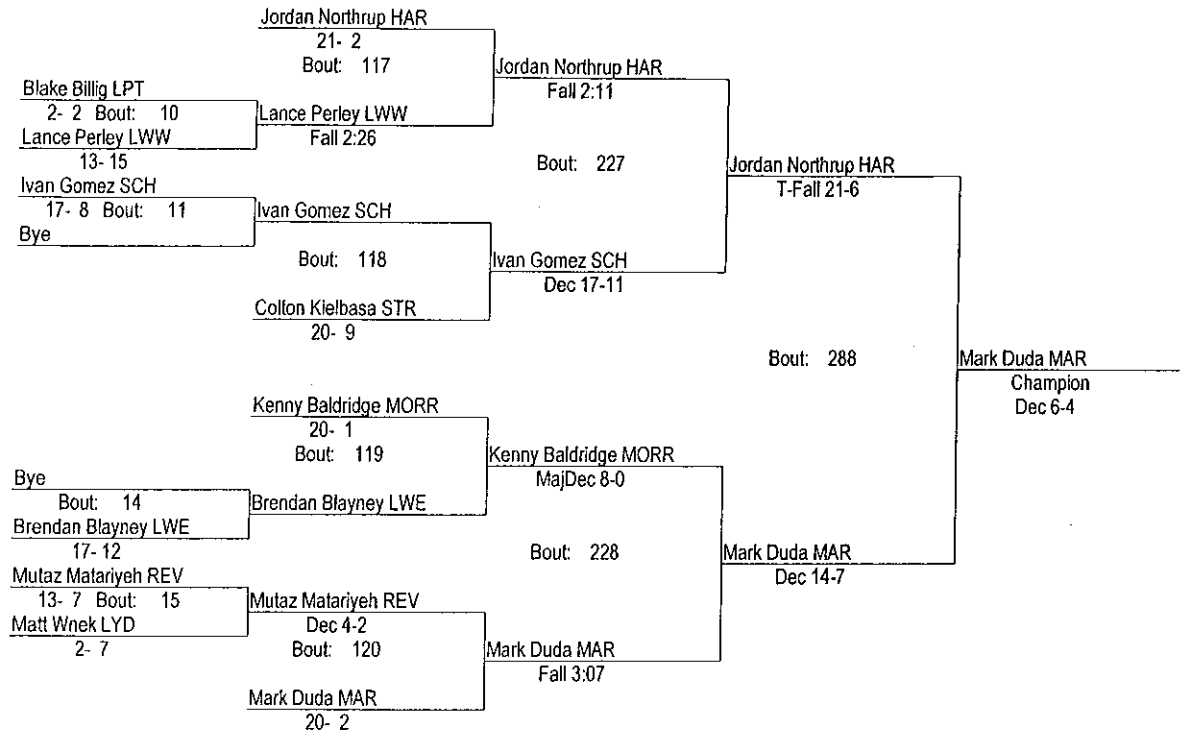 Jordan Northrup HAR
21- 2
Bout: 117
Jordan Northrup HAR
Fall 2:11
Blake Billig LPT
2- 2 Bout: 10
Lance Perley LWW
Lance Perley LWW
Fall 2:26
13- 15
Bout: 227
Jordan Northrup HAR
T-Fall 21-6
Ivan Gomez SCH
17- 8 Bout: 11
Ivan Gomez SCH
Bye
Bout: 118
Ivan Gomez SCH
Dec 17-11
Colton Kielbasa STR
20- 9
Bout: 288
Mark Duda MAR
Champion
Dec 6-4
Kenny Baldridge MORR
20- 1
Bout: 119
Kenny Baldridge MORR
MajDec 8-0
Bye
Bout: 14
Brendan Blayney LWE
Brendan Blayney LWE
17- 12
Bout: 228
Mark Duda MAR
Dec 14-7
Mutaz Matariyeh REV
13- 7 Bout: 15
Mutaz Matariyeh REV
Dec 4-2
Matt Wnek LYD
2- 7
Bout: 120
Mark Duda MAR
Fall 3:07
Mark Duda MAR
20- 2